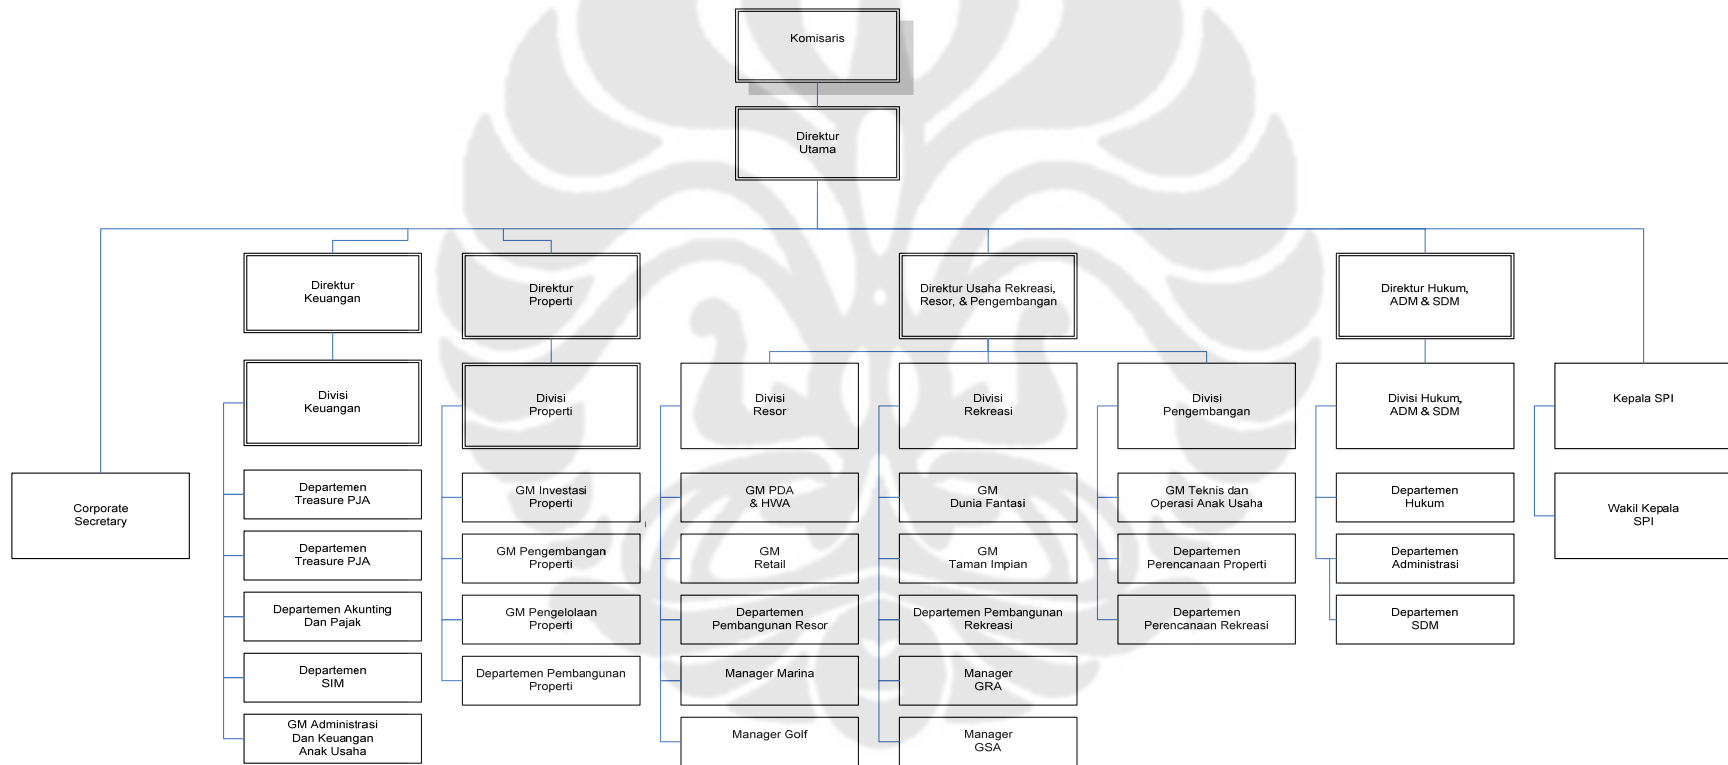 Komisaris
Direktur
Utama
Direktur
Keuangan
Direktur
Properti
Direktur Usaha Rekreasi,
Resor, & Pengembangan
Direktur Hukum,
ADM & SDM
Divisi
Keuangan
Divisi
Properti
Divisi
Resor
Divisi
Rekreasi
Divisi
Pengembangan
Divisi Hukum,
ADM & SDM
Kepala SPI
Corporate
Secretary
Departemen
Treasure PJA
GM Investasi
Properti
GM PDA
& HWA
GM
Dunia Fantasi
GM Teknis dan
Operasi Anak Usaha
Departemen
Hukum
Wakil Kepala
SPI
Departemen
Treasure PJA
GM Pengembangan
Properti
GM
Retail
GM
Taman Impian
Departemen
Perencanaan Properti
Departemen
Administrasi
Departemen Akunting
Dan Pajak
GM Pengelolaan
Properti
Departemen
Pembangunan Resor
Departemen Pembangunan
Rekreasi
Departemen
Perencanaan Rekreasi
Departemen
SDM
Departemen
SIM
Departemen Pembangunan
Properti
Manager Marina
Manager
GRA
GM Administrasi
Dan Keuangan
Anak Usaha
Manager Golf
Manager
GSA